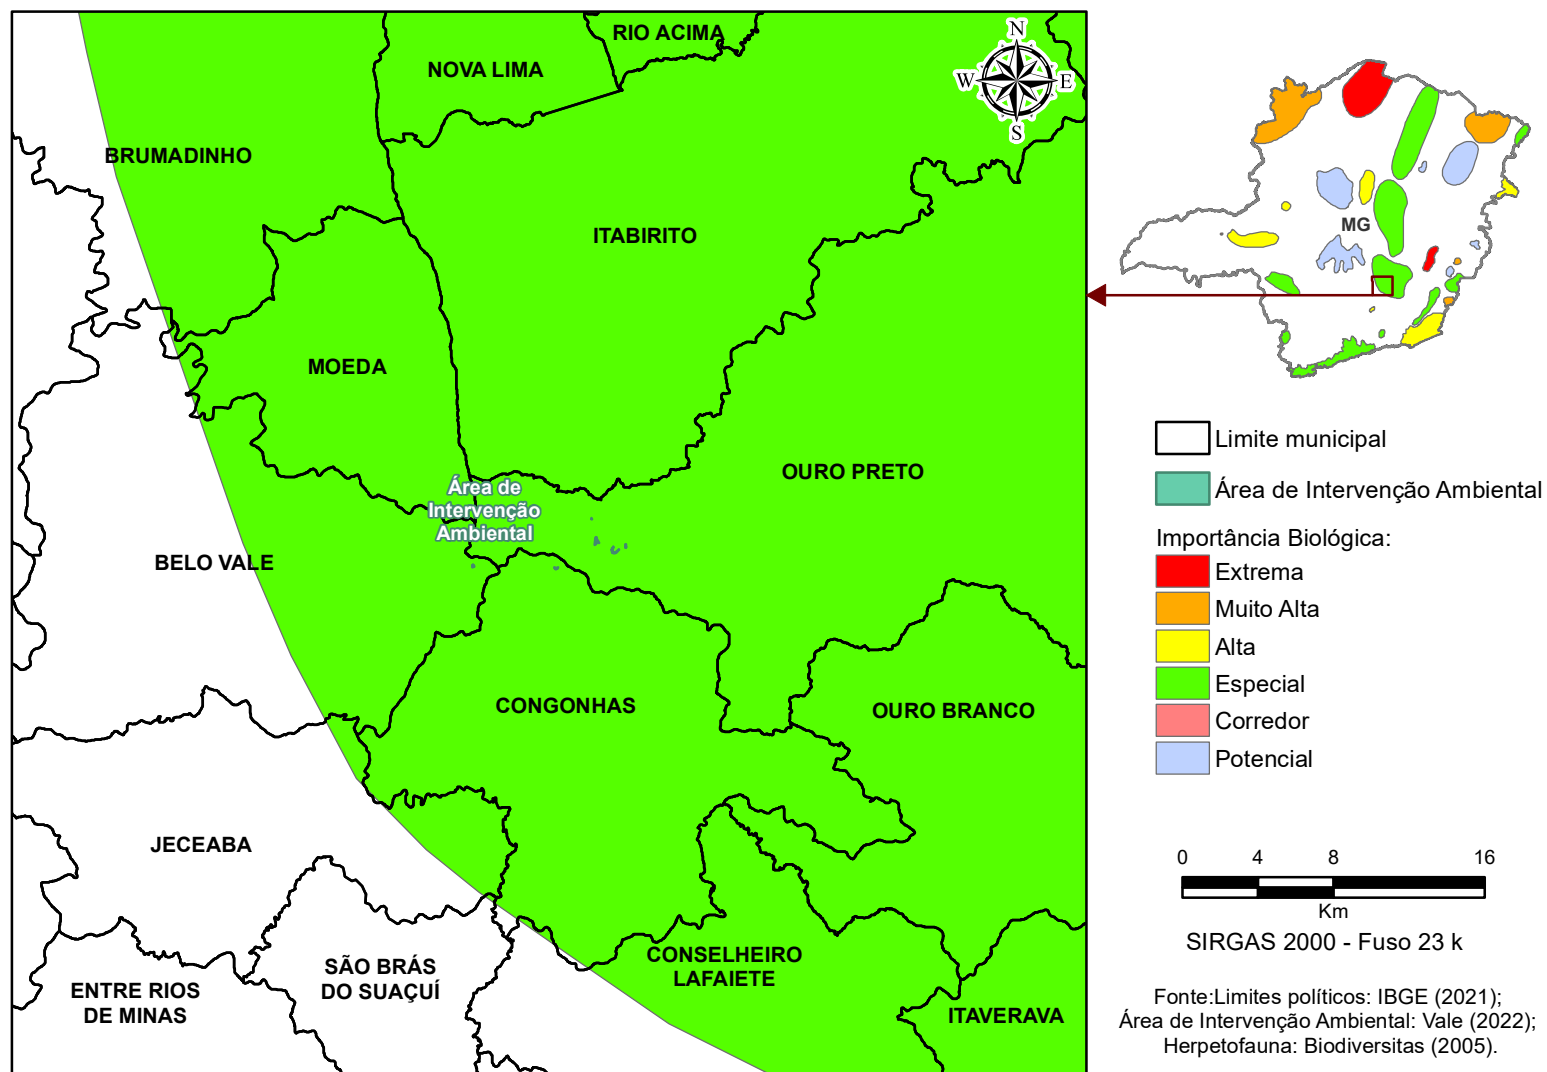 RIO ACIMA
NOVA LIMA
N
W
E
S
BRUMADINHO
ITABIRITO
MOEDA
OURO PRETO
Área de
Intervenção
Ambiental
BELO VALE
CONGONHAS
OURO BRANCO
JECEABA
CONSELHEIRO
LAFAIETE
SÃO BRÁS
DO SUAÇUÍ
ENTRE RIOS
DE MINAS
ITAVERAVA
MG
Limite municipal
Área de Intervenção Ambiental
Importância Biológica:
Extrema
Muito Alta
Alta
Especial
Corredor
Potencial
0 4 8 16
Km
SIRGAS 2000 - Fuso 23 k
Fonte:Limites políticos: IBGE (2021);
Área de Intervenção Ambiental: Vale (2022);
Herpetofauna: Biodiversitas (2005).